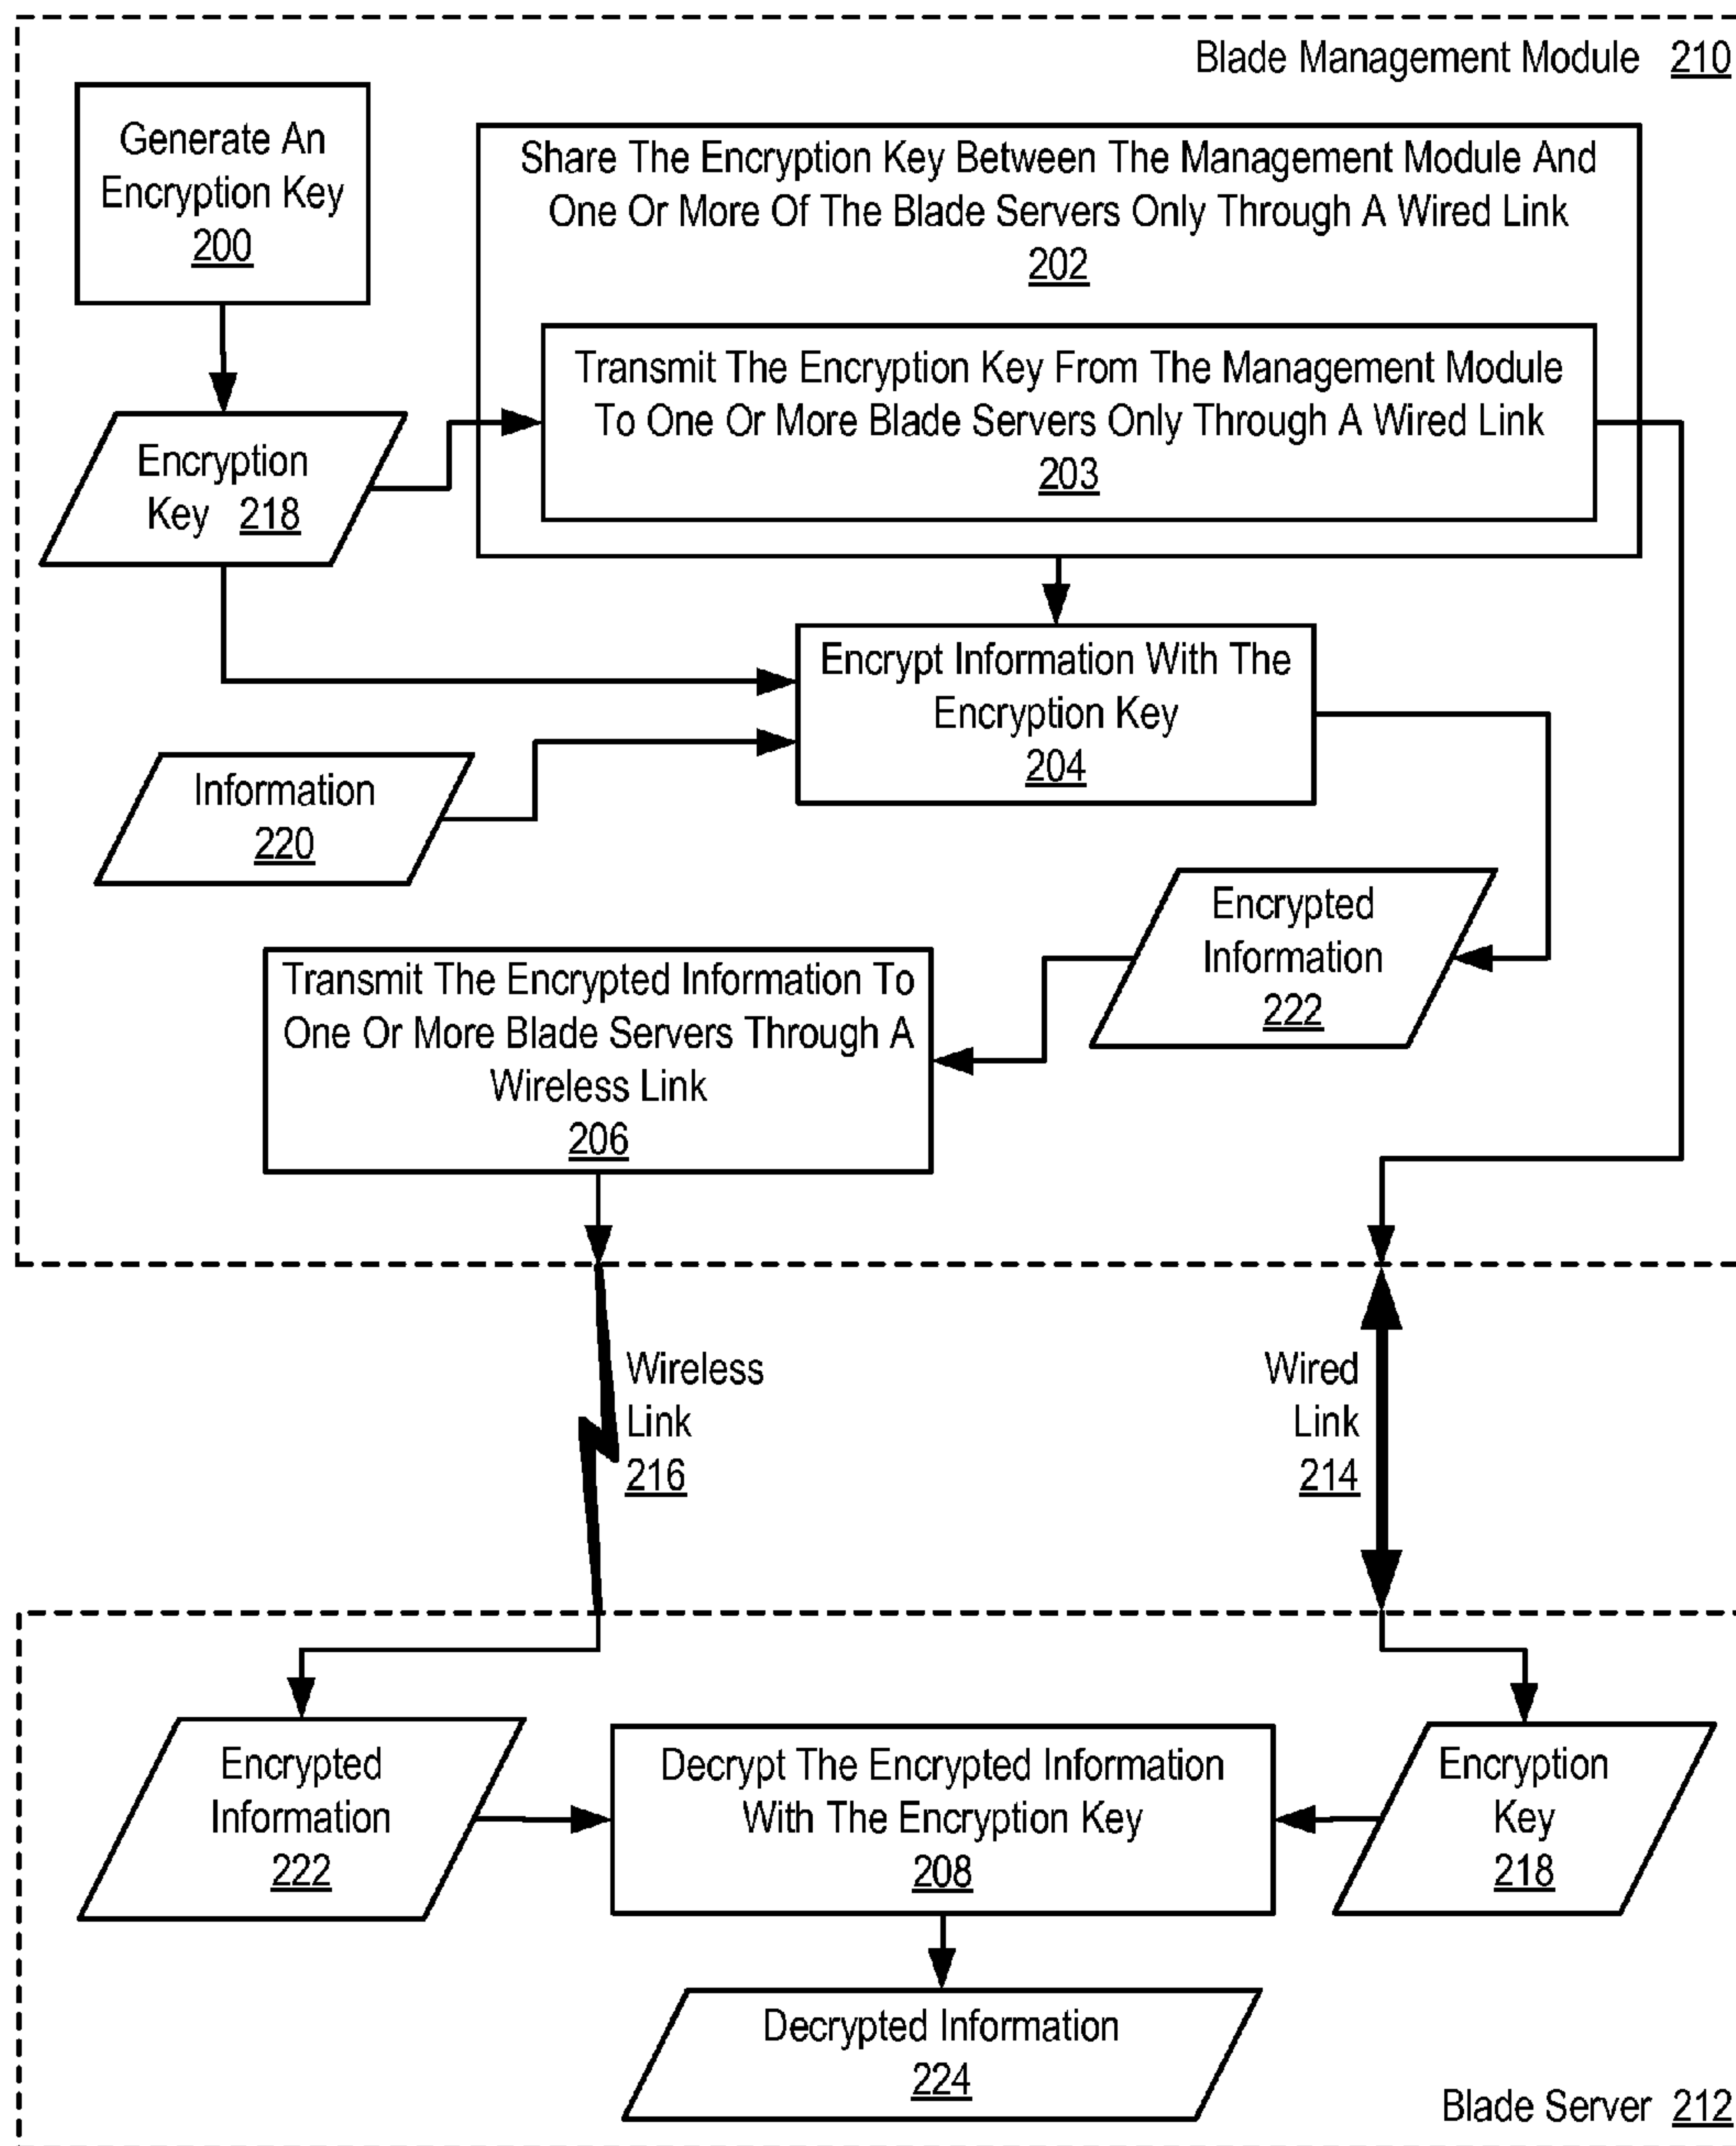 Blade Management Module 210
Generate An
Encryption Key
200
Share The Encryption Key Between The Management Module And
One Or More Of The Blade Servers Only Through A Wired Link
202
Transmit The Encryption Key From The Management Module
To One Or More Blade Servers Only Through A Wired Link
203
Encryption
Key 218
Encrypt Information With The
Encryption Key
204
Information
220
Encrypted
Information
222
Transmit The Encrypted Information To
One Or More Blade Servers Through A
Wireless Link
206
Wireless
Link
216
Wired
Link
214
Encrypted
Information
222
Decrypt The Encrypted Information
With The Encryption Key
208
Encryption
Key
218
Decrypted Information
224
Blade Server 212